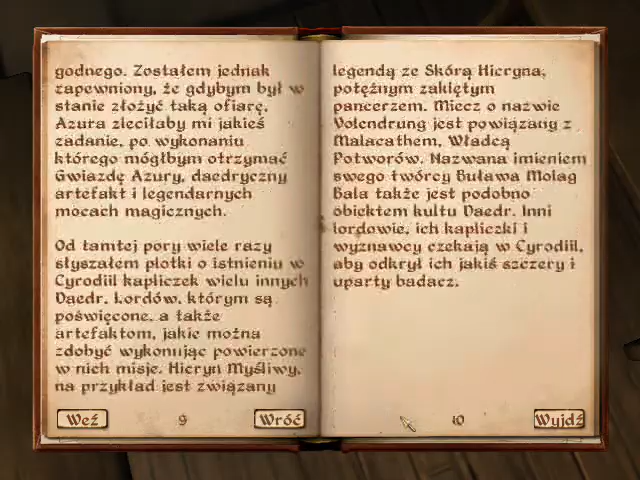 godnego. Zostałem jednak
zapewniony, że gdybym był w
stanie złożyć taką ofiarę,
Azura zleciłaby mi jakieś
zadanie, po wykonaniu
którego mógłbym otrzymać
Gwiazdę Azury, daedryczny
artefakt i legendarnych
mocach magicznych.
Od tamtej pory wiele razy
słyszałem plotki o istnieniu w
Cyrodiil kapliczek wielu innych
Daedr. Lordów, którym są
poświęcone, a także
artefaktom, jakie można
zdobyć wykonując powierzone
w nich misje. Hircyn Myśliwy,
na przykład jest związany
Weź
9
Wróć
legendą ze Skórą Hircyna,
potężnym zaklętym
pancerzem. Miecz o nazwie
Volendrung jest powiązany z
Malacathem, Władcą
Potworów. Nazwana imieniem
swego twórcy Buława Molag
Bala także jest podobno
obiektem kultu Daedr. Inni
lordowie, ich kapliczki i
wyznawcy czekają w Cyrodiil,
aby odkrył ich jakiś szczery i
uparty badacz.
10
Wyjdź